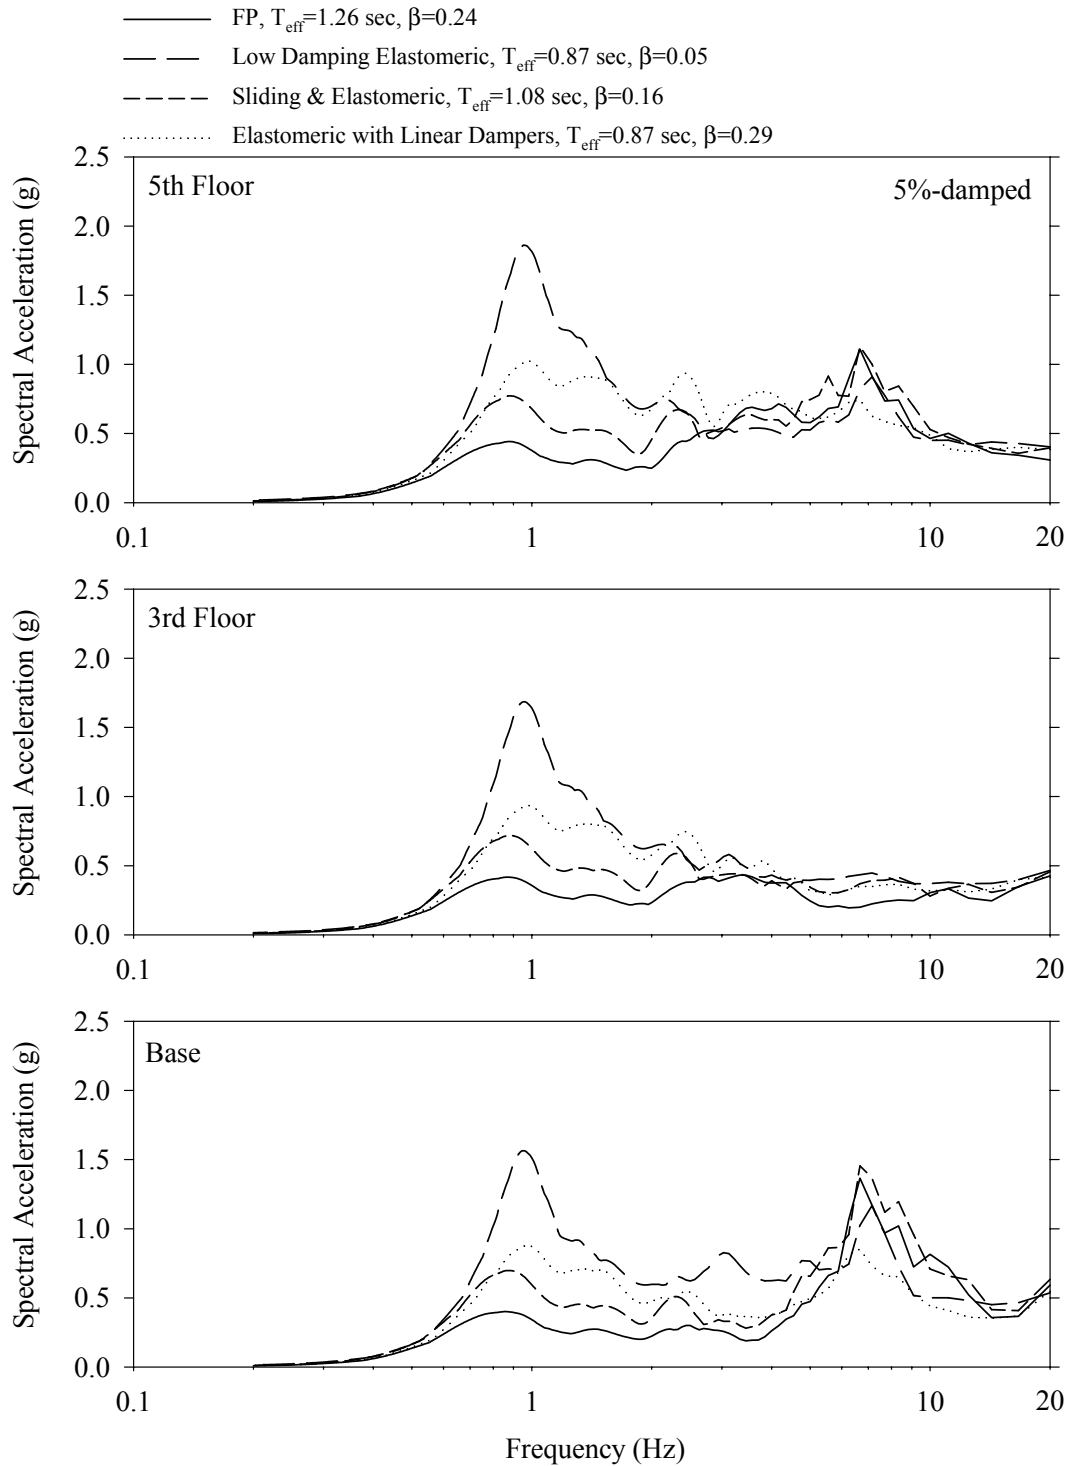 FP, Teff=1.26 sec, β=0.24
Low Damping Elastomeric, Teff=0.87 sec, β=0.05
Sliding & Elastomeric, Teff=1.08 sec, β=0.16
Elastomeric with Linear Dampers, Teff=0.87 sec, β=0.29
2.5
5th Floor
5%-damped
2.0
1.5
1.0
0.5
0.0
Spectral Acceleration (g)
0.1 1 10 20
2.5
3rd Floor
2.0
1.5
1.0
0.5
0.0
Spectral Acceleration (g)
0.1 1 10 20
2.5
Base
2.0
1.5
1.0
0.5
0.0
Spectral Acceleration (g)
0.1 1 10 20
Frequency (Hz)